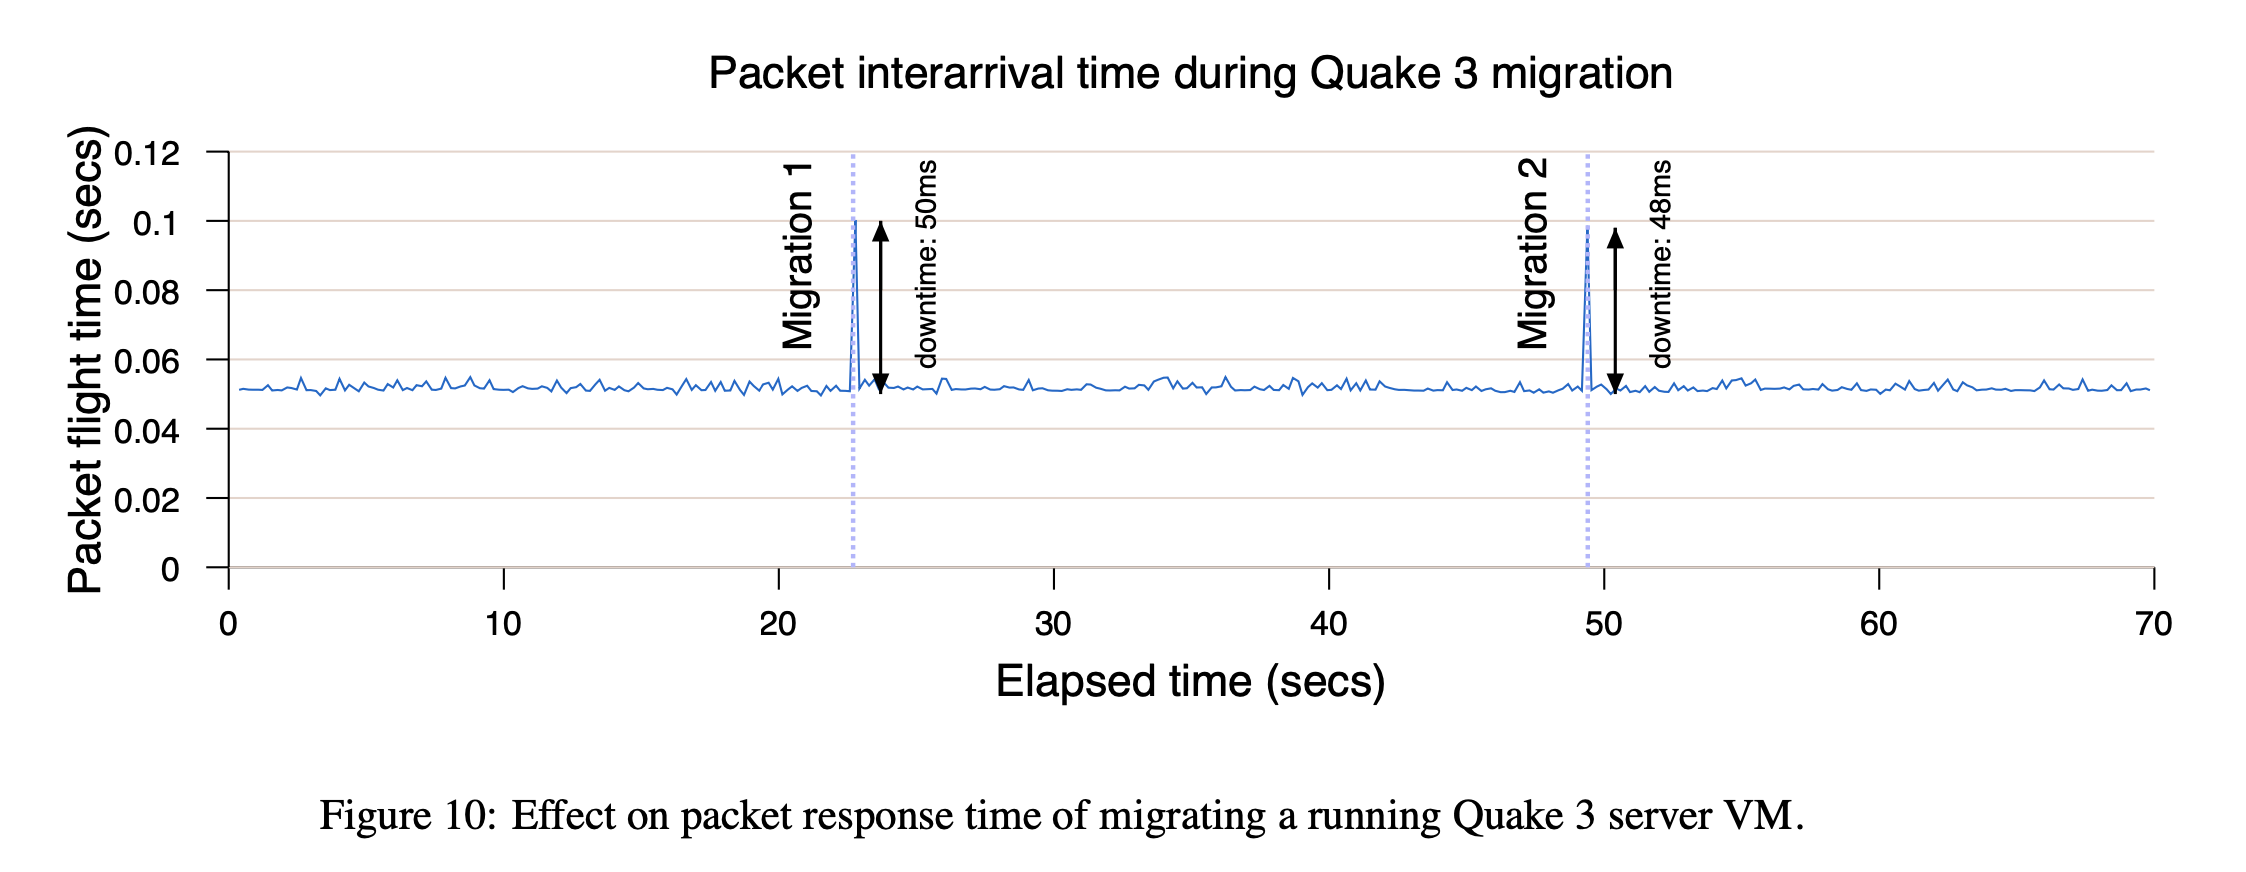 Packet interarrival time during Quake 3 migration
Packet flight time (secs)
0.12
0.1
0.08
0.06
0.04
0.02
0
Migration 1
downtime: 50ms
Migration 2
downtime: 48ms
0 10 20 30 40 50 60 70
Elapsed time (secs)
Figure 10: Effect on packet response time of migrating a running Quake 3 server VM.